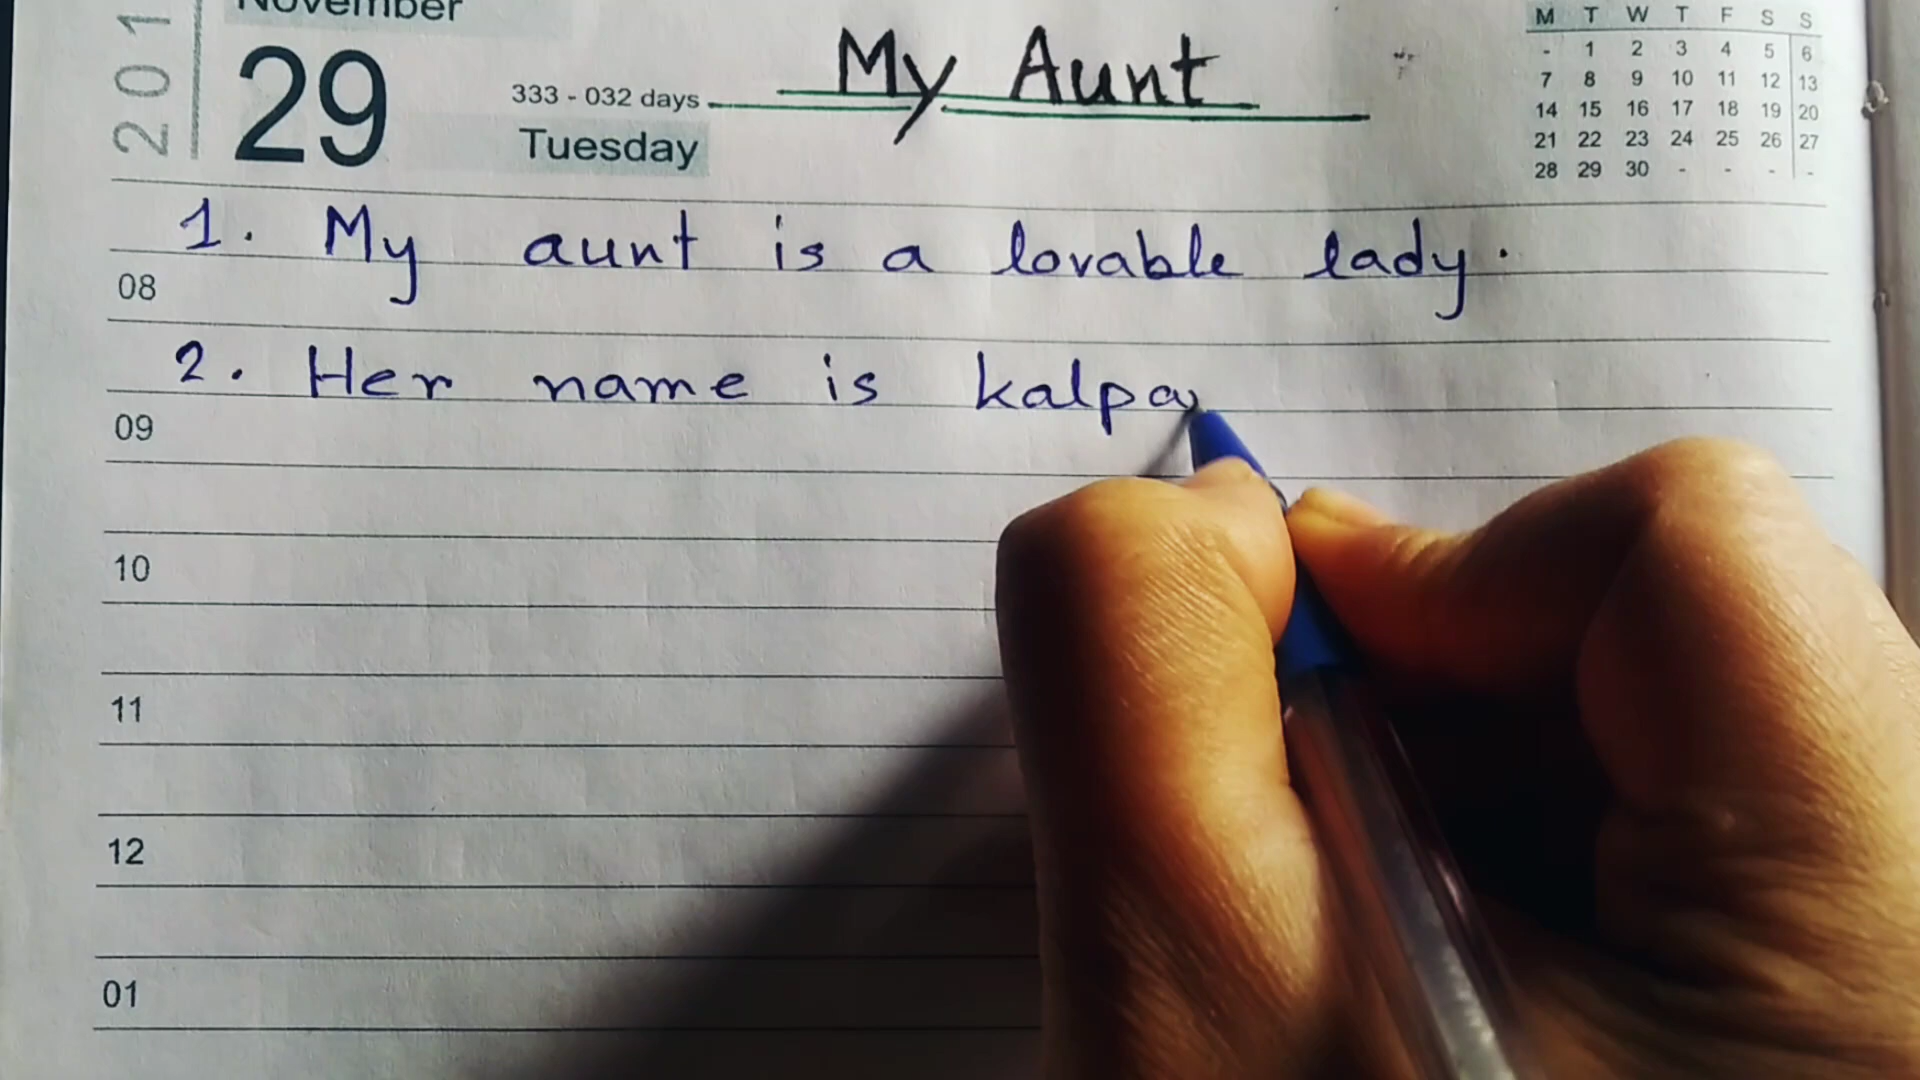 November
201
29
333 - 032 days
Tuesday
My Aunt
M T W T F S S
- 1 2 3 4 5 6
7 8 9 10 11 12 13
14 15 16 17 18 19 20
21 22 23 24 25 26 27
28 29 30 - - - -
1. My aunt is a lovable lady.
08
2. Her name is kalpa
09
10
11
12
01